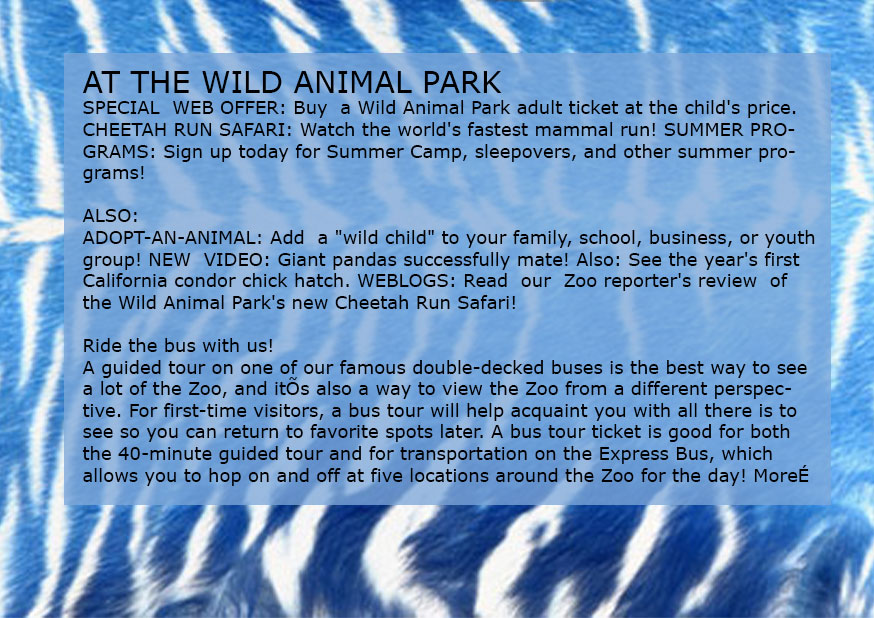 AT THE WILD ANIMAL PARK
SPECIAL  WEB OFFER: Buy  a Wild Animal Park adult ticket at the child's price.
CHEETAH RUN SAFARI: Watch the world's fastest mammal run! SUMMER PRO-
GRAMS: Sign up today for Summer Camp, sleepovers, and other summer pro-
grams!

ALSO:
ADOPT-AN-ANIMAL: Add  a "wild child" to your family, school, business, or youth
group! NEW  VIDEO: Giant pandas successfully mate! Also: See the year's first
California condor chick hatch. WEBLOGS: Read  our  Zoo reporter's review  of
the Wild Animal Park's new Cheetah Run Safari!

Ride the bus with us!
A guided tour on one of our famous double-decked buses is the best way to see
a lot of the Zoo, and itÕs also a way to view the Zoo from a different perspec-
tive. For first-time visitors, a bus tour will help acquaint you with all there is to
see so you can return to favorite spots later. A bus tour ticket is good for both
the 40-minute guided tour and for transportation on the Express Bus, which
allows you to hop on and off at five locations around the Zoo for the day! MoreÉ